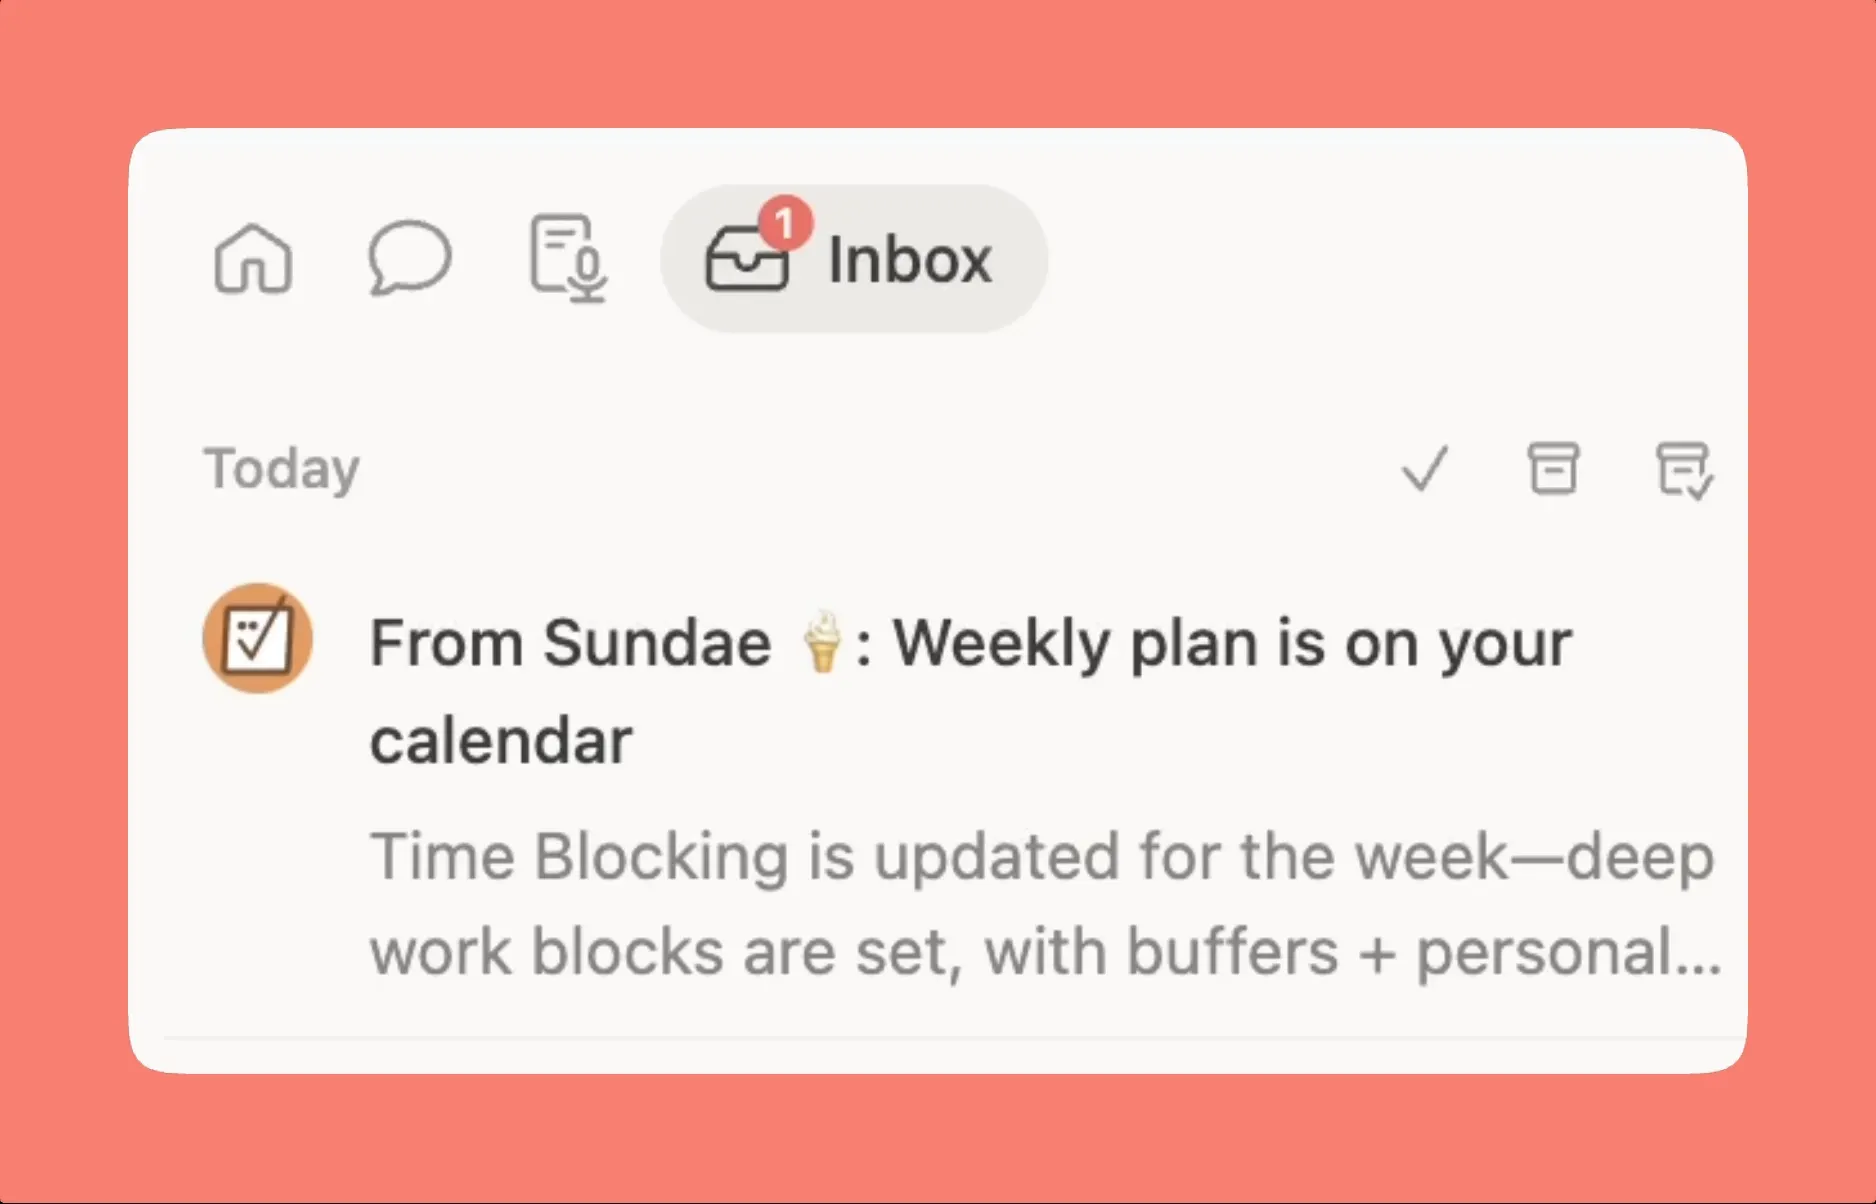 1
Inbox
Today
From Sundae 🍦: Weekly plan is on your
calendar
Time Blocking is updated for the week—deep
work blocks are set, with buffers + personal...